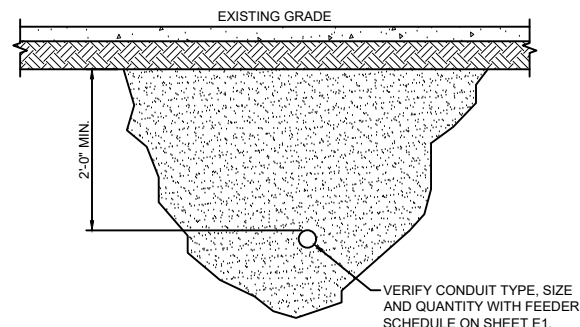 EXISTING GRADE
2'-0" MIN.
VERIFY CONDUIT TYPE, SIZE
AND QUANTITY WITH FEEDER
SCHEDULE ON SHEET E1.